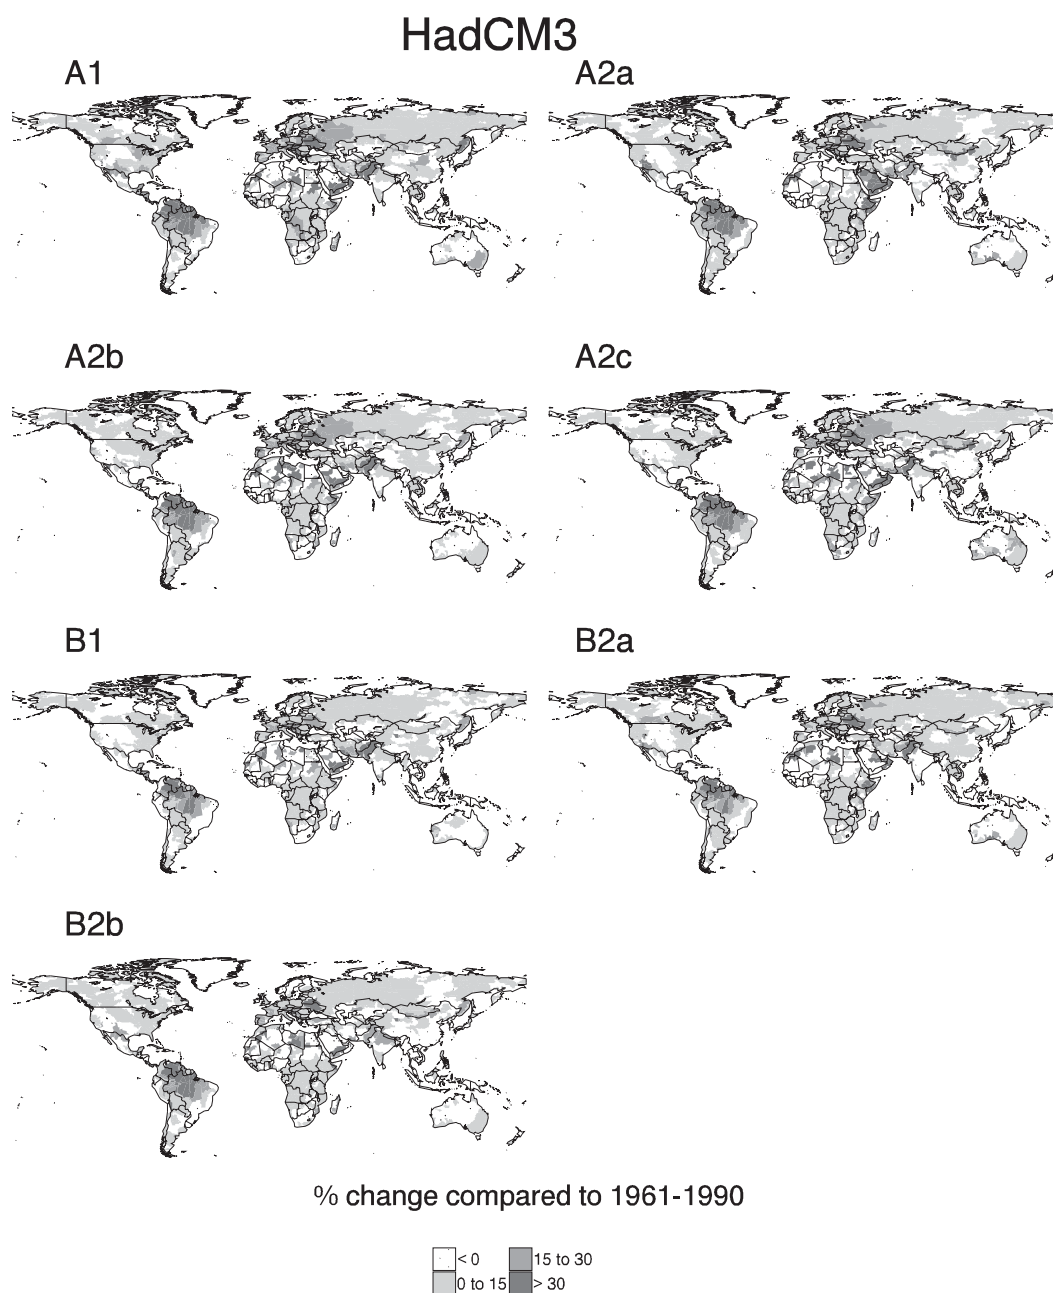 HadCM3
A1
A2a
A2b
A2c
B1
B2a
B2b
% change compared to 1961-1990
< 0
15 to 30
0 to 15
> 30